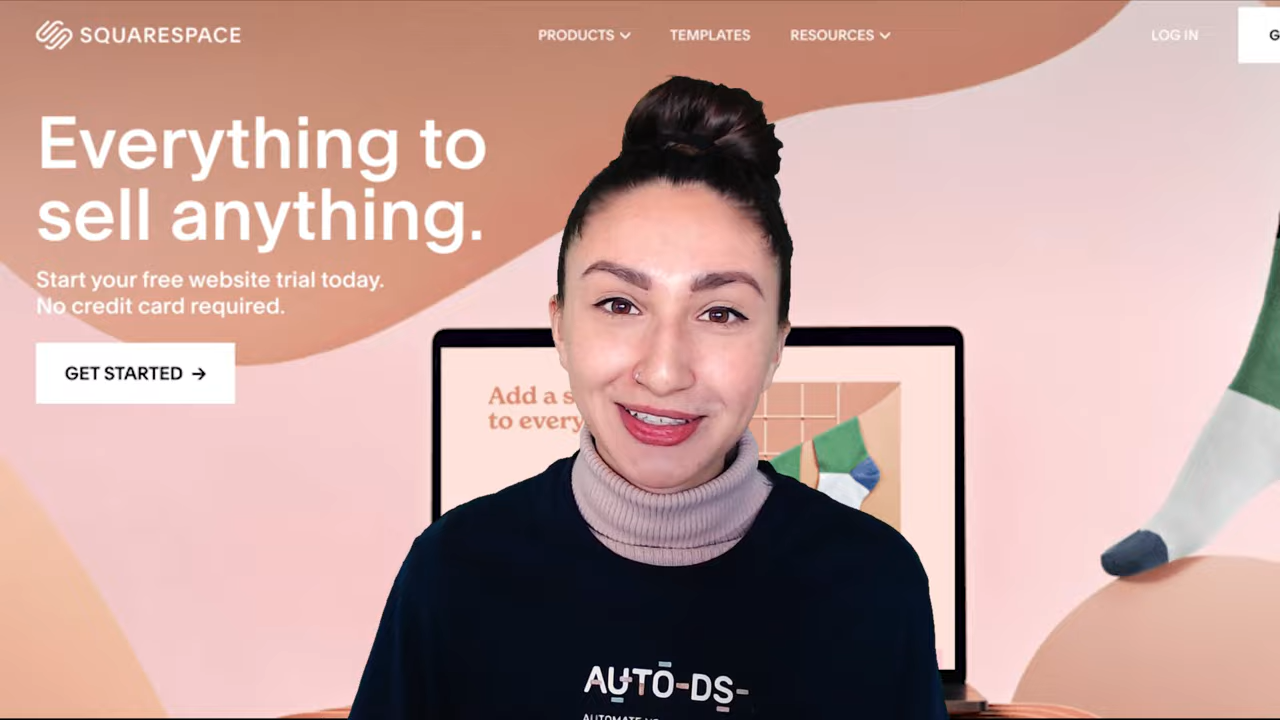 SQUARESPACE
PRODUCTS
TEMPLATES
RESOURCES
LOG IN
Everything to
sell anything.
Start your free website trial today.
No credit card required.
GET STARTED →
Add a
to every
AUTO-DS-
AUTOMATE